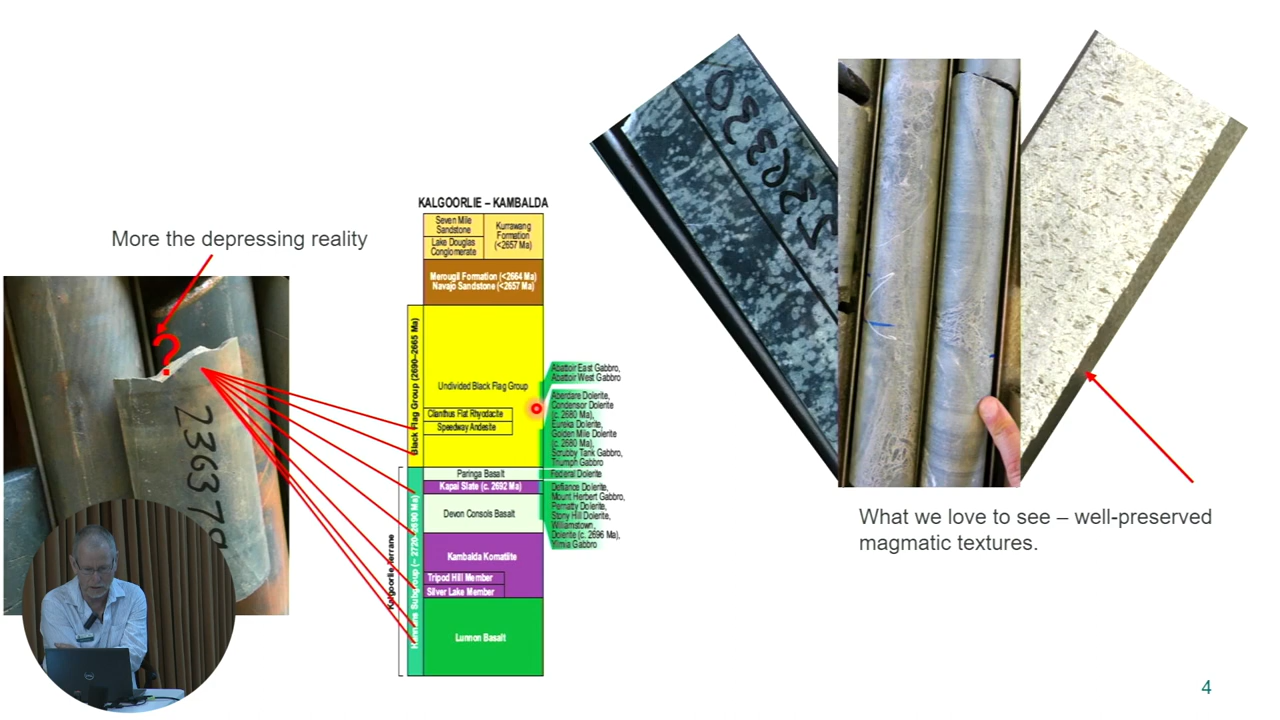 KALGOORLIE – KAMBALDA
Seven Mile
Sandstone
Lake Douglas
Conglomerate
Kurrawang
Formation
(<2657 Ma)
Merougil Formation (<2664 Ma)
Navajo Sandstone (<2657 Ma)
Black Flag Group (2690–2665 Ma)
Undivided Black Flag Group
Clanthus Flat Rhyodacite
Speedway Andesite
Paringa Basalt
Kapai Slate (c. 2692 Ma)
Devon Consols Basalt
Kambalda Komatiite
Tripod Hill Member
Silver Lake Member
Lunnon Basalt
Kalgoorlie Terrane
Subgroup
Abattoir East Gabbro,
Abattoir West Gabbro
Aberdare Dolerite,
Condensor Dolerite
(c. 2680 Ma),
Eureka Dolerite,
Golden Mile Dolerite
(c. 2680 Ma),
Scrubby Tank Gabbro,
Triumph Gabbro
Federal Dolerite
Defiance Dolerite,
Mount Herbert Gabbro,
Pernatty Dolerite,
Stony Hill Dolerite,
Williamstown,
Dolerite (c. 2696 Ma),
More the depressing reality
?
What we love to see – well-preserved
magmatic textures.
4